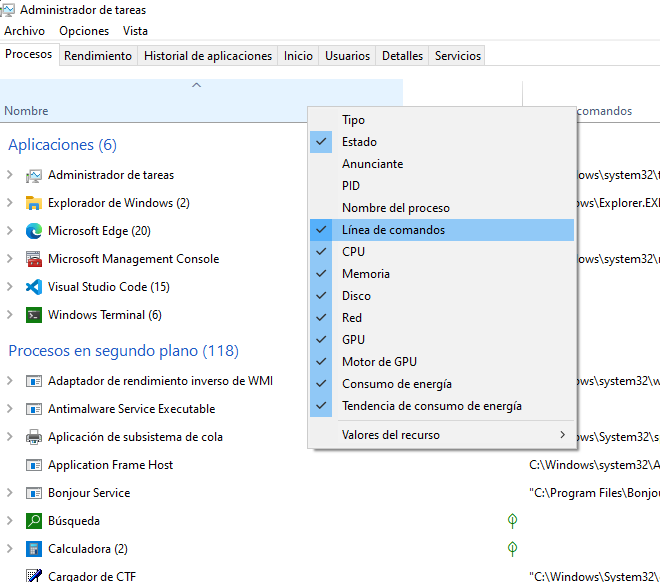 Administrador de tareas
Archivo Opciones Vista
Procesos Rendimiento Historial de aplicaciones Inicio Usuarios Detalles Servicios
Nombre
comandos
Tipo
Estado
Anunciante
PID
Nombre del proceso
Línea de comandos
CPU
Memoria
Disco
Red
GPU
Motor de GPU
Consumo de energía
Tendencia de consumo de energía
Valores del recurso
Aplicaciones (6)
Administrador de tareas ndows\system32\t
Explorador de Windows (2) ows\Explorer.EX
Microsoft Edge (20)
Microsoft Management Console ndows\system32\
Visual Studio Code (15)
Windows Terminal (6)
Procesos en segundo plano (118)
Adaptador de rendimiento inverso de WMI ows\system32\w
Antimalware Service Executable
Aplicación de subsistema de cola ows\System32\s
Application Frame Host C:\Windows\system32\A
Bonjour Service "C:\Program Files\Bonjo
Búsqueda
Calculadora (2)
Cargador de CTF "C:\Windows\System32\